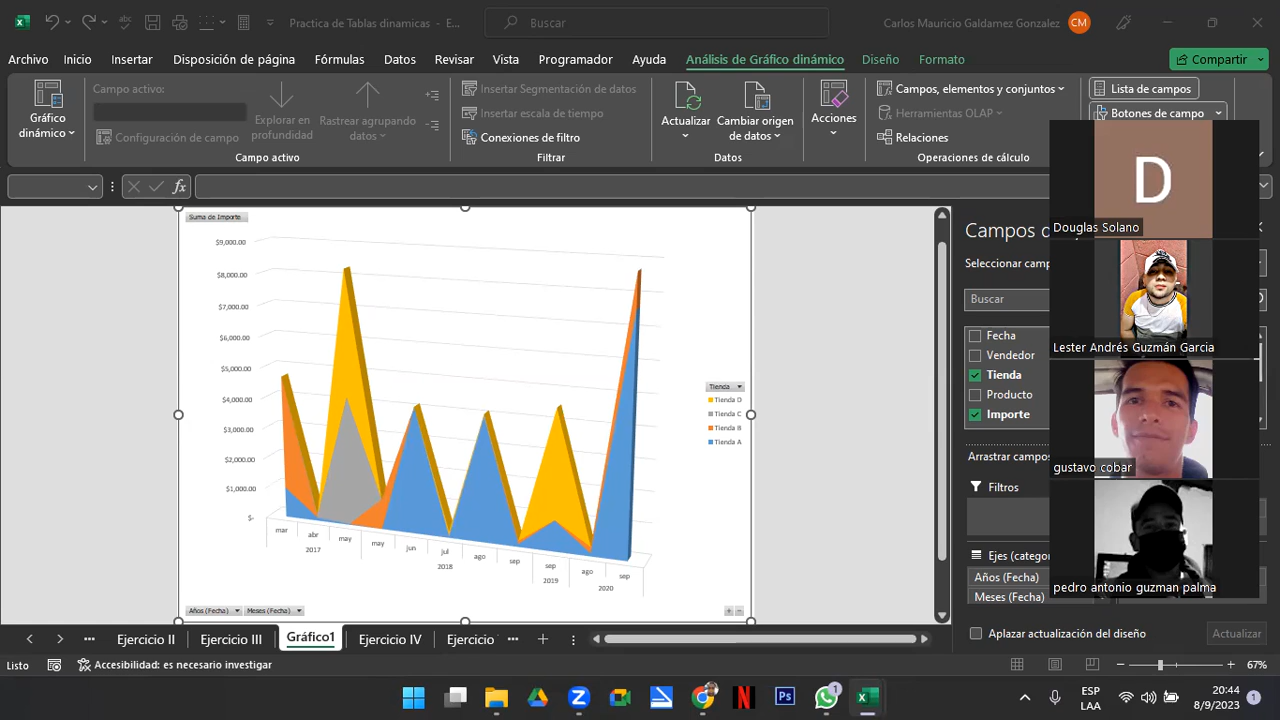 Practica de Tablas dinamicas - E...
Buscar
Carlos Mauricio Galdamez Gonzalez
CM
Archivo Inicio Insertar Disposición de página Fórmulas Datos Revisar Vista Programador Ayuda Análisis de Gráfico dinámico Diseño Formato
Compartir
Gráfico dinámico
Campo activo:
Configuración de campo
Explorar en profundidad
Rastrear agrupando datos
Campo activo
Insertar Segmentación de datos
Insertar escala de tiempo
Conexiones de filtro
Filtrar
Actualizar
Cambiar origen de datos
Datos
Acciones
Campos, elementos y conjuntos
Herramientas OLAP
Relaciones
Operaciones de cálculo
Lista de campos
Botones de campo
fx
Suma de Importe
$9,000.00
$8,000.00
$7,000.00
$6,000.00
$5,000.00
$4,000.00
$3,000.00
$2,000.00
$1,000.00
$-
mar abr may may jun jul ago sep sep ago sep
2017 2018 2019 2020
Tienda
Tienda D
Tienda C
Tienda B
Tienda A
Años (Fecha) Meses (Fecha)
Campos
Seleccionar camp
Buscar
Fecha
Vendedor
Tienda
Producto
Importe
Arrastrar campos
Filtros
Ejes (categor
Años (Fecha)
Meses (Fecha)
Aplazar actualización del diseño
Actualizar
D
Douglas Solano
Lester Andrés Guzmán Garcia
gustavo cobar
pedro antonio guzman palma
Ejercicio II Ejercicio III Gráfico1 Ejercicio IV Ejercicio
Listo
Accesibilidad: es necesario investigar
67%
ESP
LAA
20:44
8/9/2023
1